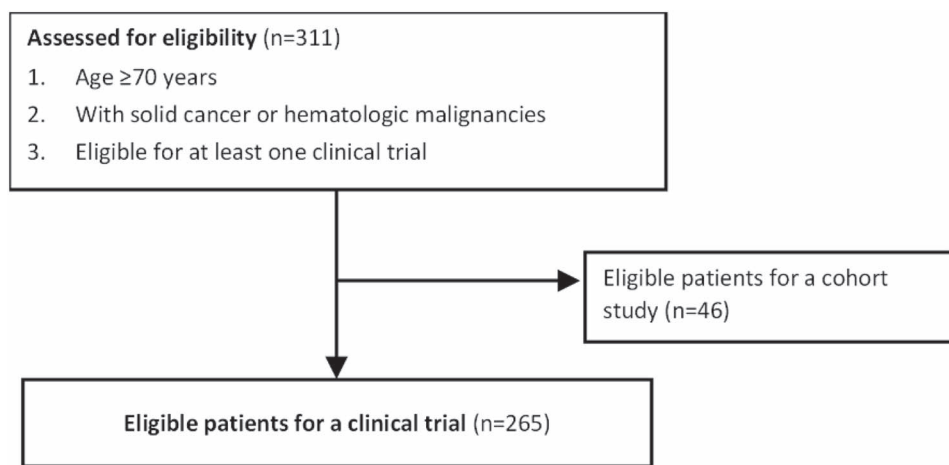 Assessed for eligibility (n=311)
1. Age ≥70 years
2. With solid cancer or hematologic malignancies
3. Eligible for at least one clinical trial
Eligible patients for a cohort
study (n=46)
Eligible patients for a clinical trial (n=265)